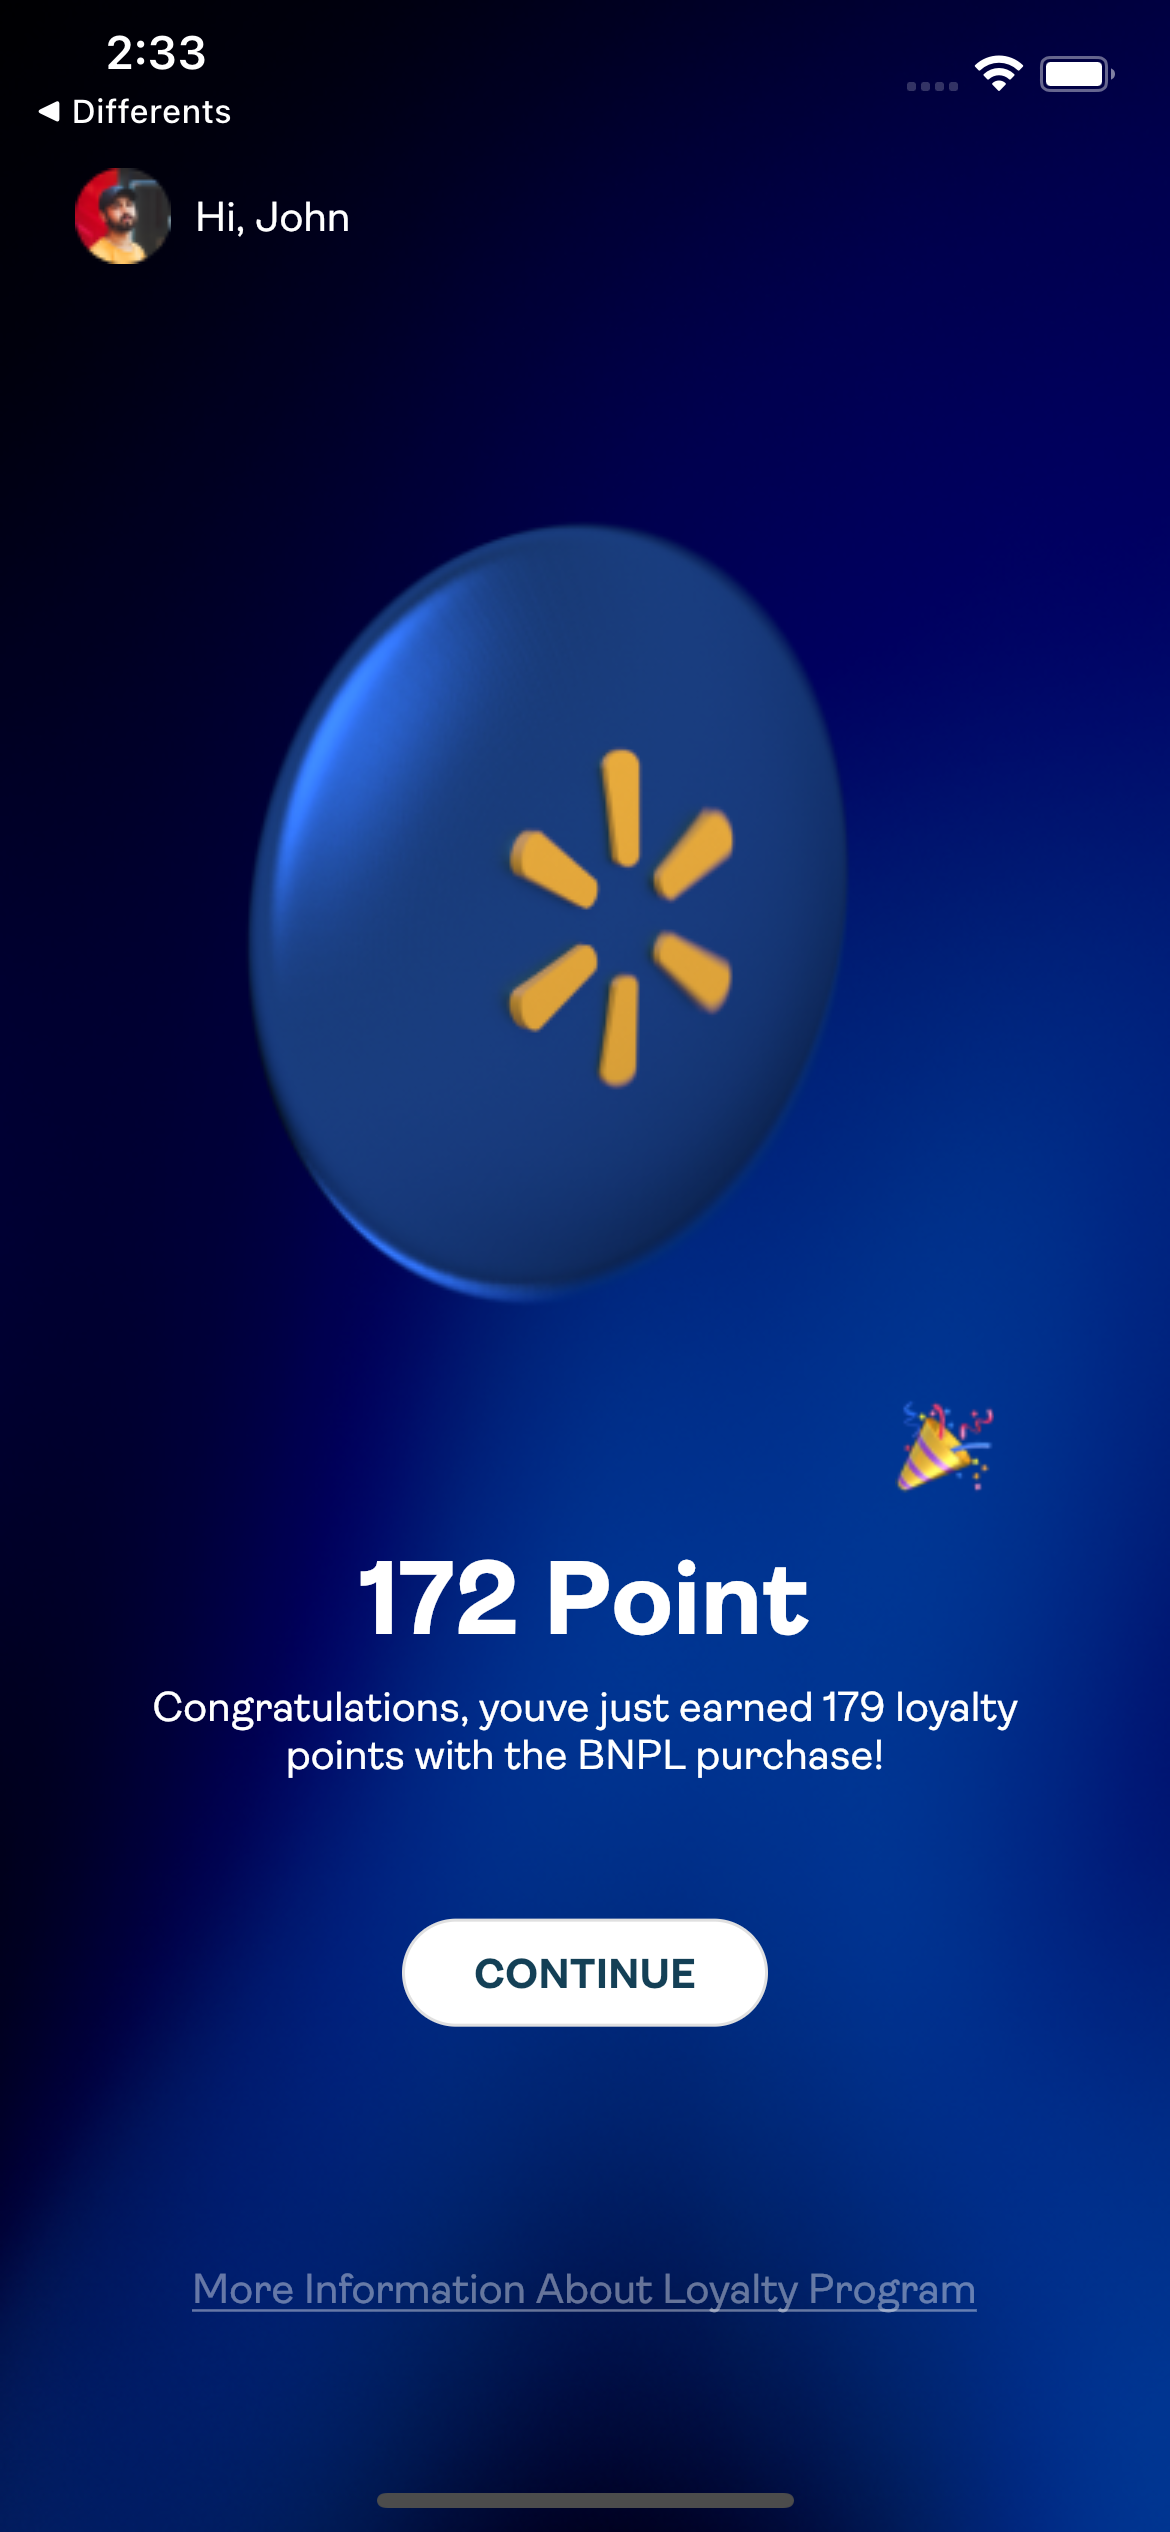 2:33
◀ Differents
Hi, John
172 Point
Congratulations, youve just earned 179 loyalty
points with the BNPL purchase!
CONTINUE
More Information About Loyalty Program